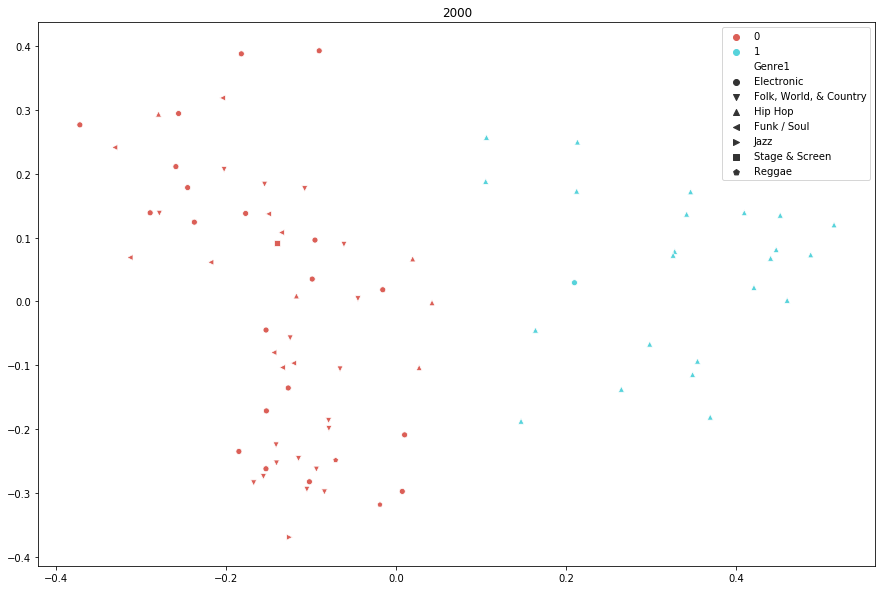 2000
0
1
Genre1
Electronic
Folk, World, & Country
Hip Hop
Funk / Soul
Jazz
Stage & Screen
Reggae
0.4
0.3
0.2
0.1
0.0
−0.1
−0.2
−0.3
−0.4
−0.4 −0.2 0.0 0.2 0.4